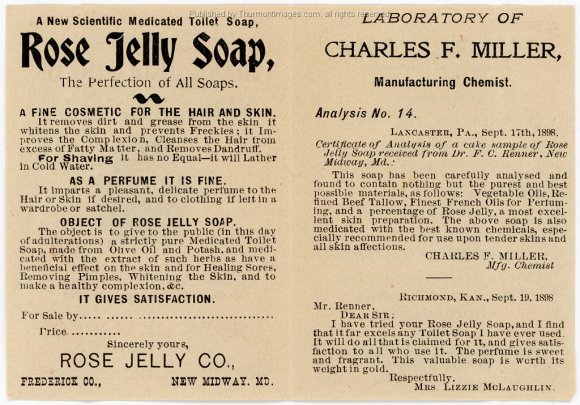 Published by Thurmontimages.com, all rights reserved
A New Scientific Medicated Toilet Soap,
Rose Jelly Soap,
The Perfection of All Soaps.
A FINE COSMETIC FOR THE HAIR AND SKIN.
It removes dirt and grease from the skin it
whitens the skin and prevents Freckles; it Im-
proves the Complexion, Cleanses the Hair from
excess of Fatty Matter, and Removes Dandruff.
For Shaving it has no Equal—it will Lather
in Cold Water.
AS A PERFUME IT IS FINE.
It imparts a pleasant, delicate perfume to the
Hair or Skin if desired, and to clothing if left in a
wardrobe or satchel.
OBJECT OF ROSE JELLY SOAP.
The object is to give to the public (in this day
of adulterations) a strictly pure Medicated Toilet
Soap, made from Olive Oil and Potash, and medi-
cated with the extract of such herbs as have a
beneficial effect on the skin and for Healing Sores,
Removing Pimples, Whitening the Skin, and to
make a healthy complexion, &c.
IT GIVES SATISFACTION.
For Sale by
Price
Sincerely yours,
ROSE JELLY CO.,
FREDERICK CO., NEW MIDWAY. MD.
LABORATORY OF
CHARLES F. MILLER,
Manufacturing Chemist.
Analysis No. 14.
LANCASTER, PA., Sept. 17th, 1898.
Certificate of Analysis of a cake sample of Rose
Jelly Soap received from Dr. F. C. Renner, New
Midway, Md.:
This soap has been carefully analysed and
found to contain nothing but the purest and best
possible materials, as follows: Vegetable Oils, Re-
fined Beef Tallow, Finest French Oils for Perfum-
ing, and a percentage of Rose Jelly, a most excel-
lent skin preparation. The above soap is also
medicated with the best known chemicals, espe-
cially recommended for use upon tender skins and
all skin affections.
CHARLES F. MILLER,
Mfg. Chemist
RICHMOND, KAN., Sept. 19, 1898
Mr. Renner,
DEAR SIR:
I have tried your Rose Jelly Soap, and I find
that it far excels any Toilet Soap I have ever used.
It will do all that is claimed for it, and gives satis-
faction to all who use it. The perfume is sweet
and fragrant. This valuable soap is worth its
weight in gold.
Respectfully,
MRS. LIZZIE MCLAUGHLIN.